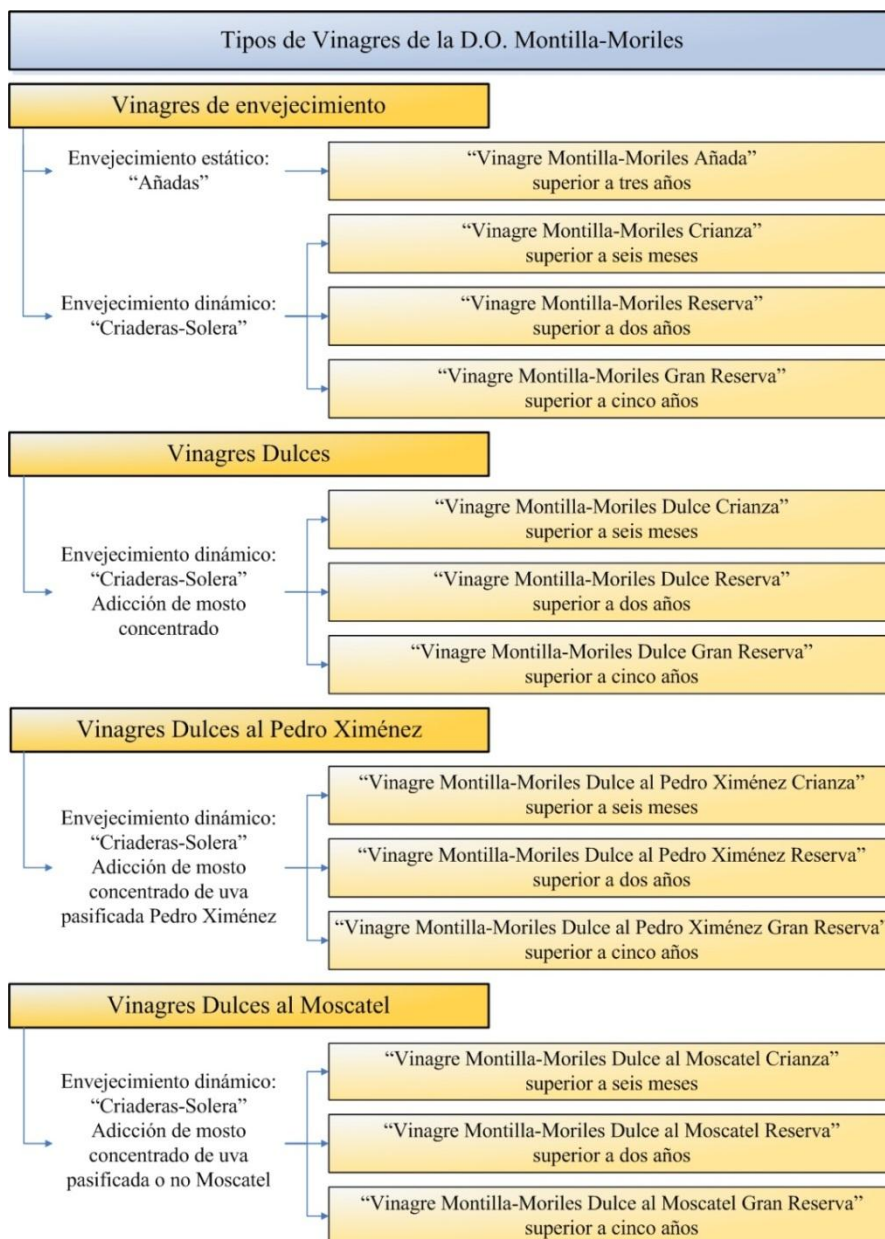 Tipos de Vinagres de la D.O. Montilla-Moriles
Vinagres de envejecimiento
Envejecimiento estático:
“Añadas”
“Vinagre Montilla-Moriles Añada”
superior a tres años
Envejecimiento dinámico:
“Criaderas-Solera”
“Vinagre Montilla-Moriles Crianza”
superior a seis meses
“Vinagre Montilla-Moriles Reserva”
superior a dos años
“Vinagre Montilla-Moriles Gran Reserva”
superior a cinco años
Vinagres Dulces
Envejecimiento dinámico:
“Criaderas-Solera”
Adicción de mosto
concentrado
“Vinagre Montilla-Moriles Dulce Crianza”
superior a seis meses
“Vinagre Montilla-Moriles Dulce Reserva”
superior a dos años
“Vinagre Montilla-Moriles Dulce Gran Reserva”
superior a cinco años
Vinagres Dulces al Pedro Ximénez
Envejecimiento dinámico:
“Criaderas-Solera”
Adicción de mosto
concentrado de uva
pasificada Pedro Ximénez
“Vinagre Montilla-Moriles Dulce al Pedro Ximénez Crianza”
superior a seis meses
“Vinagre Montilla-Moriles Dulce al Pedro Ximénez Reserva”
superior a dos años
“Vinagre Montilla-Moriles Dulce al Pedro Ximénez Gran Reserva”
superior a cinco años
Vinagres Dulces al Moscatel
Envejecimiento dinámico:
“Criaderas-Solera”
Adicción de mosto
concentrado de uva
pasificada o no Moscatel
“Vinagre Montilla-Moriles Dulce al Moscatel Crianza”
superior a seis meses
“Vinagre Montilla-Moriles Dulce al Moscatel Reserva”
superior a dos años
“Vinagre Montilla-Moriles Dulce al Moscatel Gran Reserva”
superior a cinco años